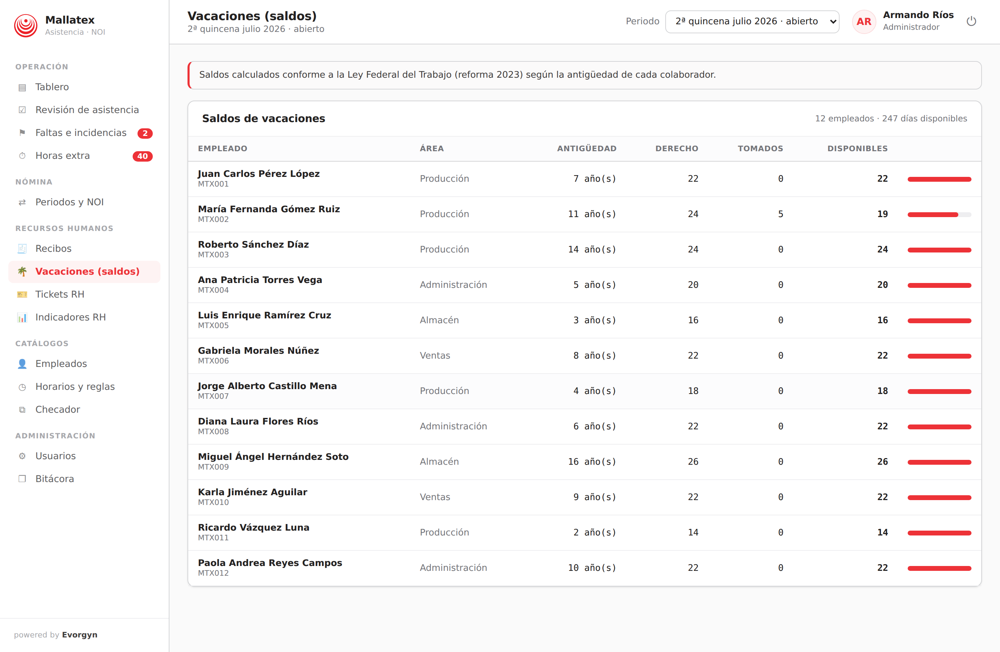 Mallatex
Asistencia · NOI
OPERACIÓN
Tablero
Revisión de asistencia
Faltas e incidencias 2
Horas extra 40
NÓMINA
Periodos y NOI
RECURSOS HUMANOS
Recibos
Vacaciones (saldos)
Tickets RH
Indicadores RH
CATÁLOGOS
Empleados
Horarios y reglas
Checador
ADMINISTRACIÓN
Usuarios
Bitácora
powered by Evorgyn
Vacaciones (saldos)
2ª quincena julio 2026 · abierto
Periodo 2ª quincena julio 2026 · abierto
AR
Armando Ríos
Administrador
Saldos calculados conforme a la Ley Federal del Trabajo (reforma 2023) según la antigüedad de cada colaborador.
Saldos de vacaciones 12 empleados · 247 días disponibles
EMPLEADO ÁREA ANTIGÜEDAD DERECHO TOMADOS DISPONIBLES
Juan Carlos Pérez López Producción 7 año(s) 22 0 22
MTX001
María Fernanda Gómez Ruiz Producción 11 año(s) 24 5 19
MTX002
Roberto Sánchez Díaz Producción 14 año(s) 24 0 24
MTX003
Ana Patricia Torres Vega Administración 5 año(s) 20 0 20
MTX004
Luis Enrique Ramírez Cruz Almacén 3 año(s) 16 0 16
MTX005
Gabriela Morales Núñez Ventas 8 año(s) 22 0 22
MTX006
Jorge Alberto Castillo Mena Producción 4 año(s) 18 0 18
MTX007
Diana Laura Flores Ríos Administración 6 año(s) 22 0 22
MTX008
Miguel Ángel Hernández Soto Almacén 16 año(s) 26 0 26
MTX009
Karla Jiménez Aguilar Ventas 9 año(s) 22 0 22
MTX010
Ricardo Vázquez Luna Producción 2 año(s) 14 0 14
MTX011
Paola Andrea Reyes Campos Administración 10 año(s) 22 0 22
MTX012